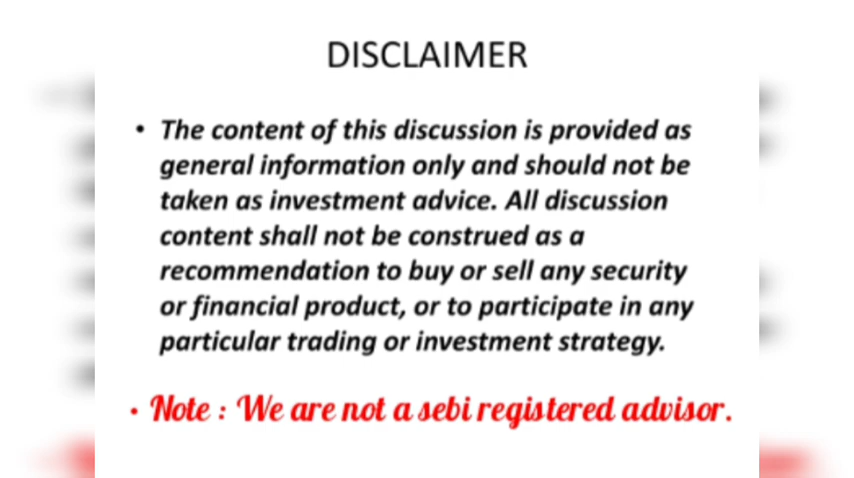 DISCLAIMER
• The content of this discussion is provided as
general information only and should not be
taken as investment advice. All discussion
content shall not be construed as a
recommendation to buy or sell any security
or financial product, or to participate in any
particular trading or investment strategy.
• Note : We are not a sebi registered advisor.